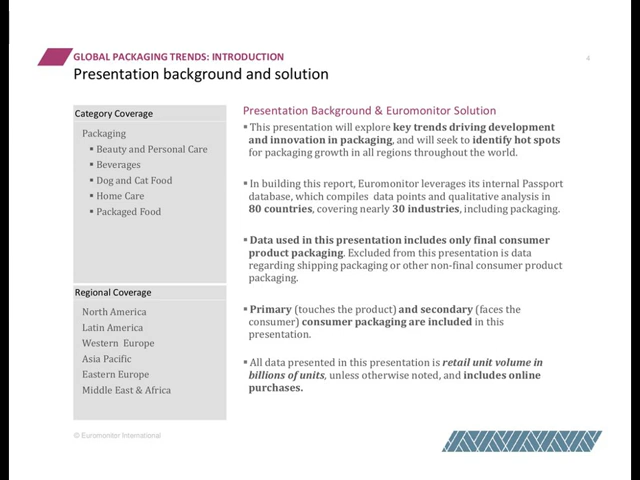 GLOBAL PACKAGING TRENDS: INTRODUCTION
4
Presentation background and solution
Category Coverage
Packaging
▪ Beauty and Personal Care
▪ Beverages
▪ Dog and Cat Food
▪ Home Care
▪ Packaged Food
Regional Coverage
North America
Latin America
Western Europe
Asia Pacific
Eastern Europe
Middle East & Africa
Presentation Background & Euromonitor Solution
▪ This presentation will explore key trends driving development
and innovation in packaging, and will seek to identify hot spots
for packaging growth in all regions throughout the world.
▪ In building this report, Euromonitor leverages its internal Passport
database, which compiles data points and qualitative analysis in
80 countries, covering nearly 30 industries, including packaging.
▪ Data used in this presentation includes only final consumer
product packaging. Excluded from this presentation is data
regarding shipping packaging or other non-final consumer product
packaging.
▪ Primary (touches the product) and secondary (faces the
consumer) consumer packaging are included in this
presentation.
▪ All data presented in this presentation is retail unit volume in
billions of units, unless otherwise noted, and includes online
purchases.
© Euromonitor International